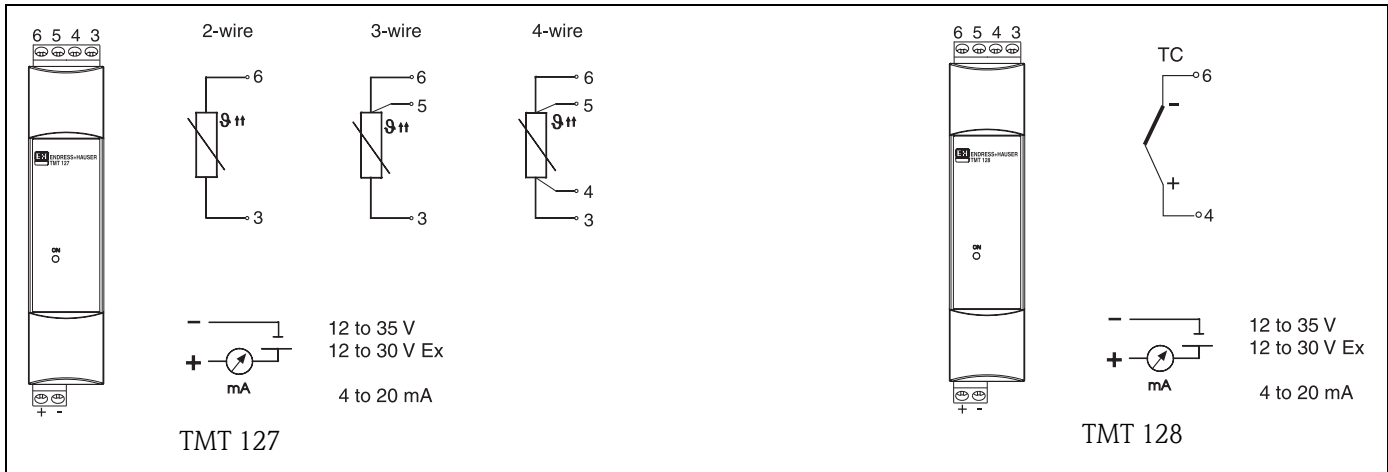 6 5 4 3
E+H ENDRESS+HAUSER
TMT 127
ON
+ -
2-wire
6
ϑ ↑↑
3
3-wire
6
5
ϑ ↑↑
3
4-wire
6
5
ϑ ↑↑
4
3
-
+
mA
12 to 35 V
12 to 30 V Ex
4 to 20 mA
TMT 127
6 5 4 3
E+H ENDRESS+HAUSER
TMT 128
ON
+ -
TC
6
-
+
4
-
+
mA
12 to 35 V
12 to 30 V Ex
4 to 20 mA
TMT 128